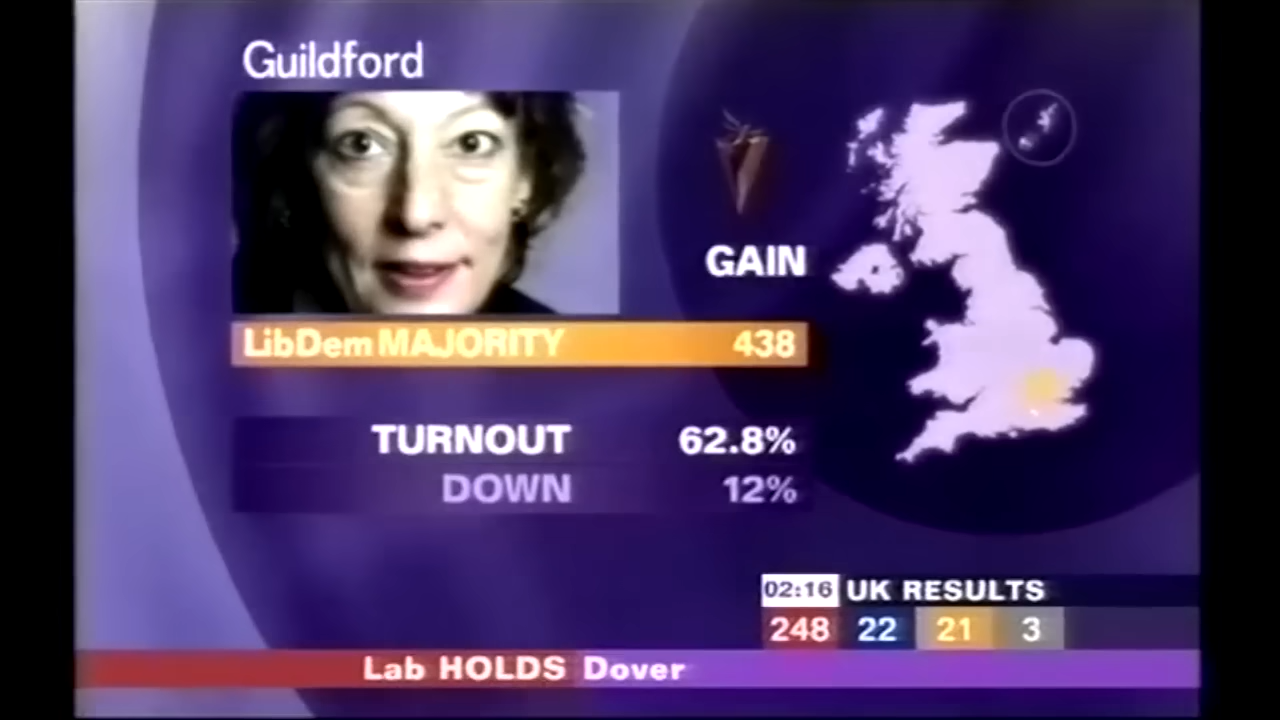 Guildford
GAIN
LibDem MAJORITY 438
TURNOUT 62.8%
DOWN 12%
02:16 UK RESULTS
248 22 21 3
Lab HOLDS Dover